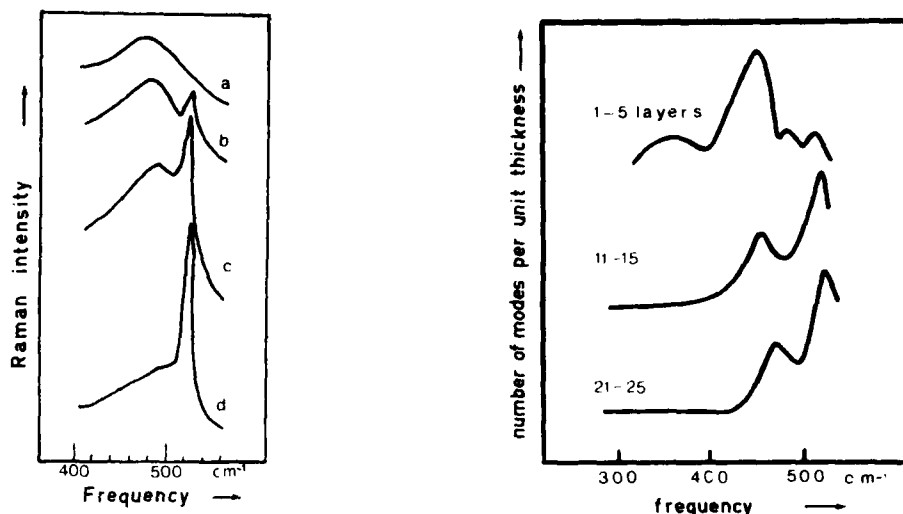 Raman intensity
a
b
c
d
400
500
cm⁻¹
Frequency
number of modes per unit thickness
1-5 layers
11-15
21-25
300
400
500
cm⁻¹
frequency